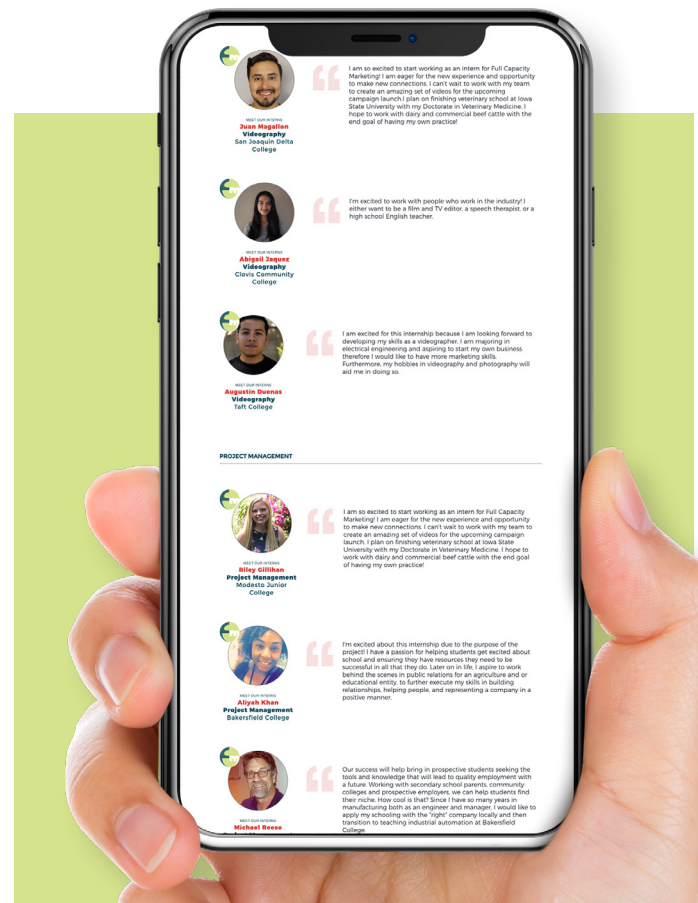 I am so excited to start working as an intern for Full Capacity
Marketing! I am eager for the new experience and opportunity
to make new connections. I can't wait to work with my team
to create an amazing set of videos for the upcoming
campaign launch.I plan on finishing veterinary school at Iowa
State University with my Doctorate in Veterinary Medicine. I
hope to work with dairy and commercial beef cattle with the
end goal of having my own practice!
MEET OUR INTERNS
Juan Magallon
Videography
San Joaquin Delta
College
I'm excited to work with people who work in the industry! I
either want to be a film and TV editor, a speech therapist, or a
high school English teacher.
MEET OUR INTERNS
Abigail Jaquez
Videography
Clovis Community
College
I am excited for this internship because I am looking forward to
developing my skills as a videographer. I am majoring in
electrical engineering and aspiring to start my own business
therefore I would like to have more marketing skills.
Furthermore, my hobbies in videography and photography will
aid me in doing so.
MEET OUR INTERNS
Augustin Duenas
Videography
Taft College
PROJECT MANAGEMENT
I am so excited to start working as an intern for Full Capacity
Marketing! I am eager for the new experience and opportunity
to make new connections. I can't wait to work with my team to
create an amazing set of videos for the upcoming campaign
launch. I plan on finishing veterinary school at Iowa State
University with my Doctorate in Veterinary Medicine. I hope to
work with dairy and commercial beef cattle with the end goal
of having my own practice!
MEET OUR INTERNS
Riley Gillihan
Project Management
Modesto Junior
College
I'm excited about this internship due to the purpose of the
project! I have a passion for helping students get excited about
school and ensuring they have resources they need to be
successful in all that they do. Later on in life, I aspire to work
behind the scenes in public relations for an agriculture or
educational entity, to further execute my skills in building
relationships, helping people, and representing a company in a
positive manner.
MEET OUR INTERNS
Aliyah Khan
Project Management
Bakersfield College
Our success will help bring in prospective students seeking the
tools and knowledge that will lead to quality employment with
a future. Working with secondary school parents, community
colleges and prospective employers, we can help students find
their niche. How cool is that? Since I have so many years in
manufacturing both as an engineer and manager, I would like to
apply my schooling with the "right" company locally and then
transition to teaching industrial automation at Bakersfield
College.
MEET OUR INTERNS
Michael Reese